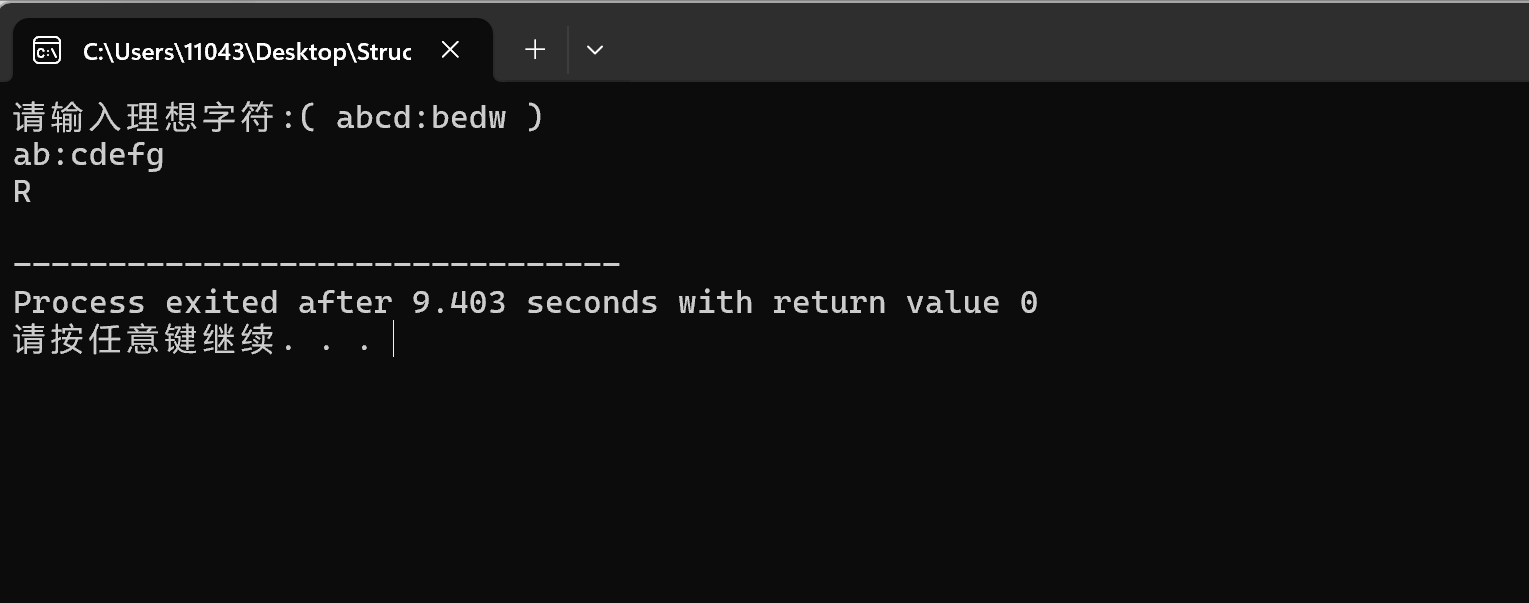 C:\Users\11043\Desktop\Struc
请输入理想字符:( abcd:bedw )
ab:cdefg
R
--------------------------------
Process exited after 9.403 seconds with return value 0
请按任意键继续. . .